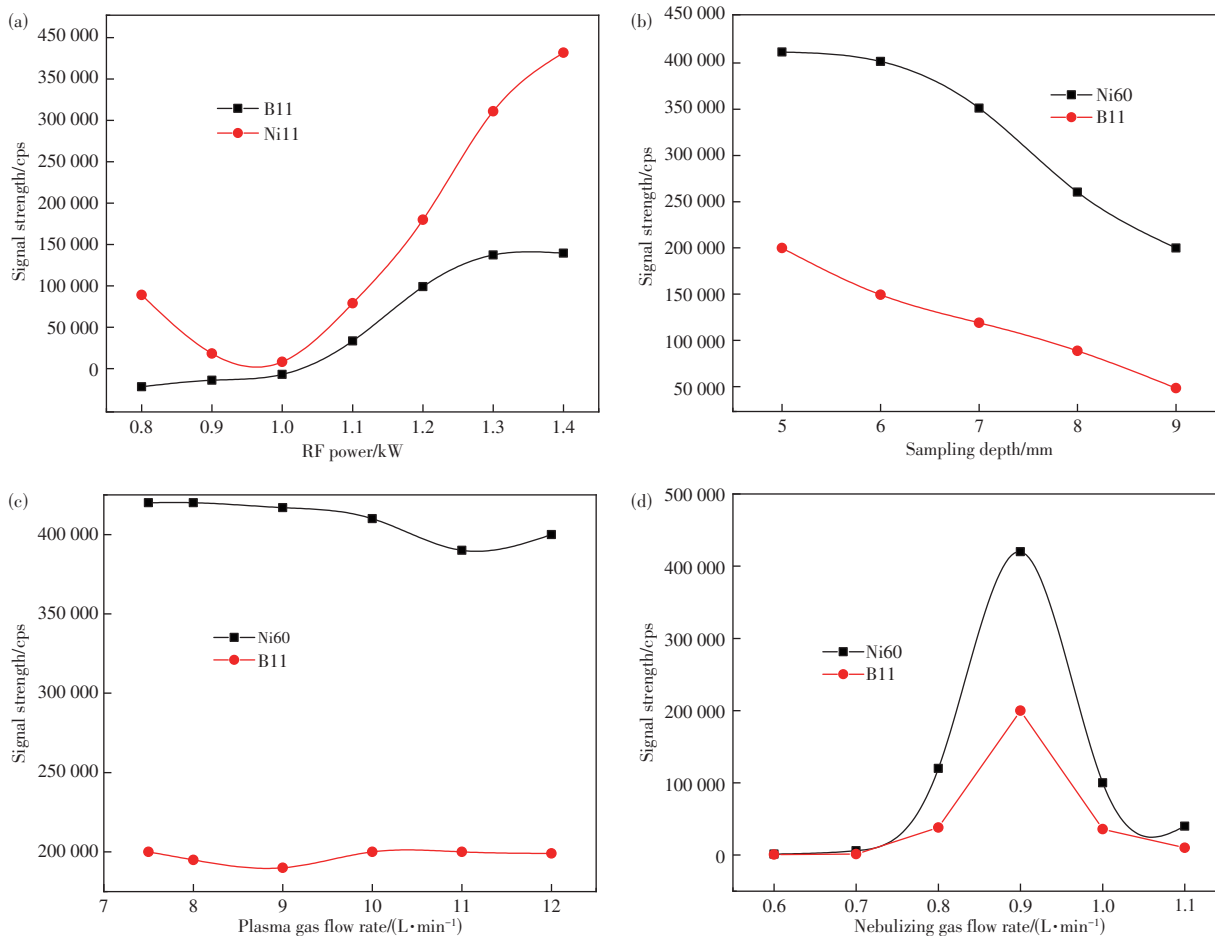 (a)
450 000
400 000
350 000
300 000
250 000
200 000
150 000
100 000
50 000
0
Signal strength/cps
B11
Ni11
0.8 0.9 1.0 1.1 1.2 1.3 1.4
RF power/kW
(b)
450 000
400 000
350 000
300 000
250 000
200 000
150 000
100 000
50 000
Signal strength/cps
Ni60
B11
5 6 7 8 9
Sampling depth/mm
(c)
400 000
350 000
300 000
250 000
200 000
Signal strength/cps
Ni60
B11
7 8 9 10 11 12
Plasma gas flow rate/(L·min⁻¹)
(d)
500 000
400 000
300 000
200 000
100 000
0
Signal strength/cps
Ni60
B11
0.6 0.7 0.8 0.9 1.0 1.1
Nebulizing gas flow rate/(L·min⁻¹)